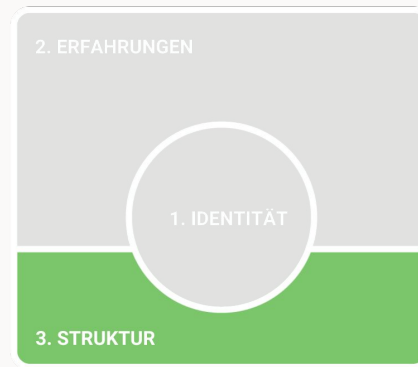 2. ERFAHRUNGEN
1. IDENTITÄT
3. STRUKTUR